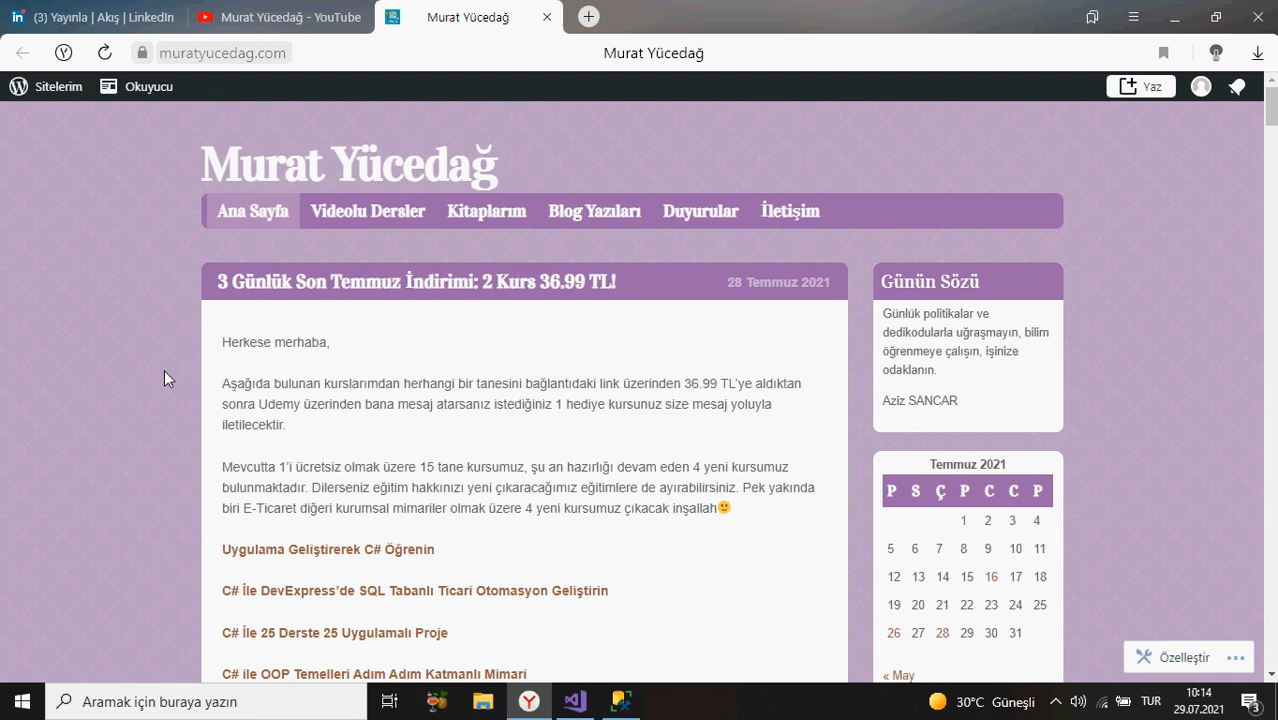 (3) Yayınla | Akış | LinkedIn
Murat Yücedağ - YouTube
Murat Yücedağ
muratyucedag.com
Murat Yücedağ
Sitelerim
Okuyucu
Yaz
Murat Yücedağ
Ana Sayfa
Videolu Dersler
Kitaplarım
Blog Yazıları
Duyurular
İletişim
3 Günlük Son Temmuz İndirimi: 2 Kurs 36.99 TL!
28 Temmuz 2021
Herkese merhaba,
Aşağıda bulunan kurslarımdan herhangi bir tanesini bağlantıdaki link üzerinden 36.99 TL'ye aldıktan
sonra Udemy üzerinden bana mesaj atarsanız istediğiniz 1 hediye kursunuz size mesaj yoluyla
iletilecektir.
Mevcutta 1'i ücretsiz olmak üzere 15 tane kursumuz, şu an hazırlığı devam eden 4 yeni kursumuz
bulunmaktadır. Dilerseniz eğitim hakkınızı yeni çıkaracağımız eğitimlere de ayırabilirsiniz. Pek yakında
biri E-Ticaret diğeri kurumsal mimariler olmak üzere 4 yeni kursumuz çıkacak inşallah🙂
Uygulama Geliştirerek C# Öğrenin
C# İle DevExpress'de SQL Tabanlı Ticari Otomasyon Geliştirin
C# İle 25 Derste 25 Uygulamalı Proje
C# ile OOP Temelleri Adım Adım Katmanlı Mimari
Günün Sözü
Günlük politikalar ve
dedikodularla uğraşmayın, bilim
öğrenmeye çalışın, işinize
odaklanın.
Aziz SANCAR
Temmuz 2021
P S Ç P C C P
1 2 3 4
5 6 7 8 9 10 11
12 13 14 15 16 17 18
19 20 21 22 23 24 25
26 27 28 29 30 31
« May
Özelleştir
Aramak için buraya yazın
30°C Güneşli
TUR
10:14
29.07.2021
3